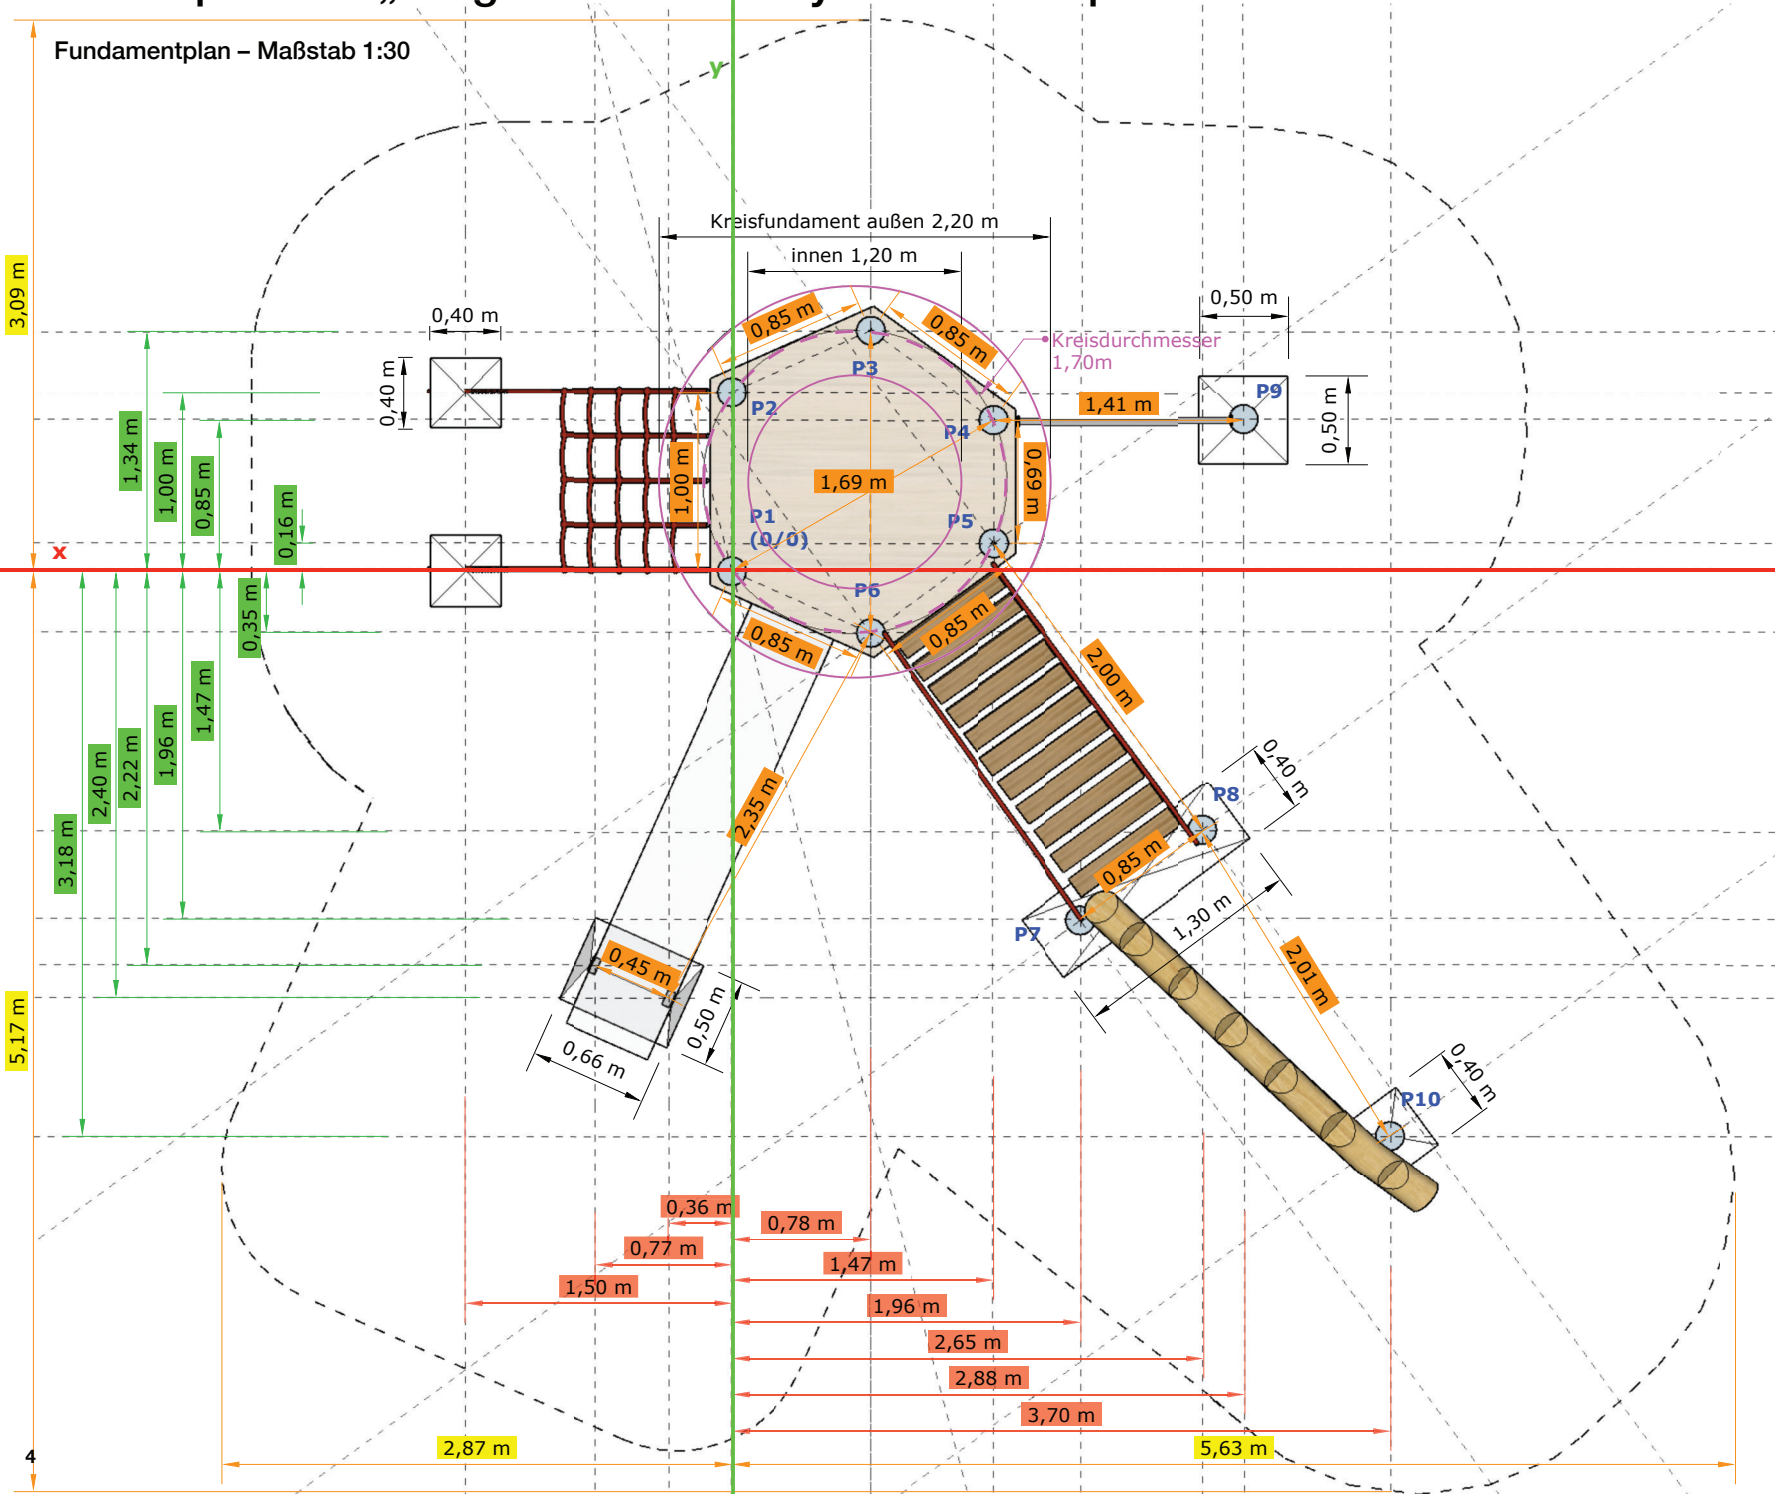 Fundamentplan – Maßstab 1:30
y
3,09 m
Kreisfundament außen 2,20 m
innen 1,20 m
0,40 m
0,50 m
0,85 m
0,85 m
Kreisdurchmesser
1,70m
P3
0,40 m
P2
P4
1,41 m
P9
0,50 m
1,34 m
1,00 m
0,85 m
0,16 m
1,00 m
1,69 m
0,69 m
P1
(0/0)
P5
x
P6
0,35 m
0,85 m
0,85 m
2,00 m
1,47 m
1,96 m
2,22 m
2,40 m
3,18 m
2,35 m
0,40 m
P8
0,85 m
1,30 m
P7
0,45 m
2,01 m
0,50 m
0,66 m
5,17 m
0,40 m
P10
0,36 m
0,78 m
0,77 m
1,47 m
1,50 m
1,96 m
2,65 m
2,88 m
3,70 m
2,87 m
5,63 m
4